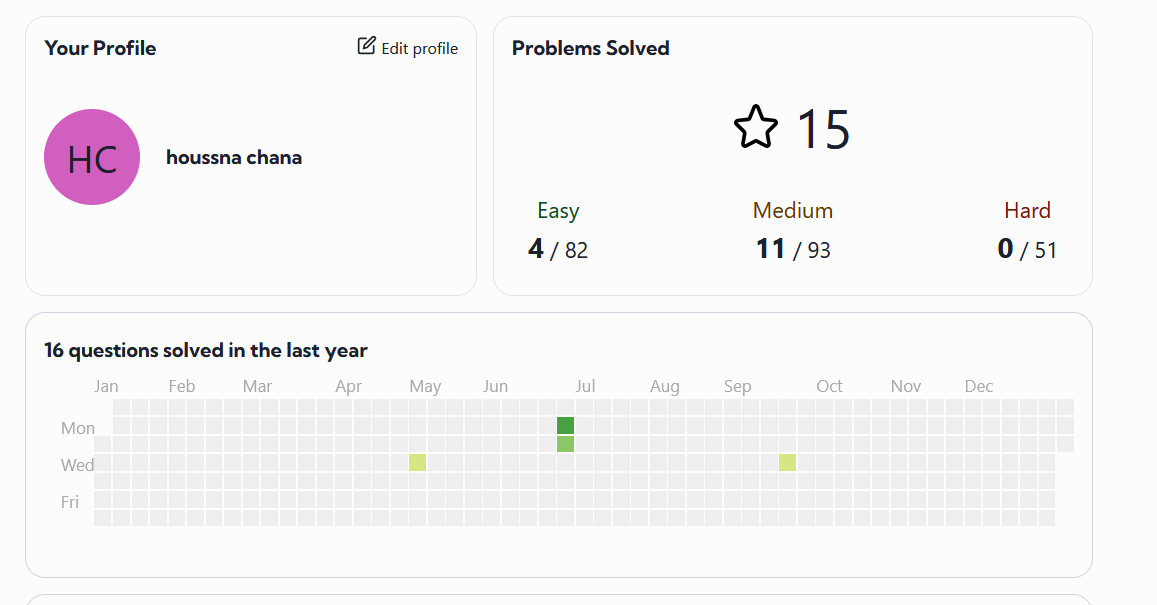 Your Profile
Edit profile
HC
houssna chana
Problems Solved
15
Easy
Medium
Hard
4 / 82
11 / 93
0 / 51
16 questions solved in the last year
Jan Feb Mar Apr May Jun Jul Aug Sep Oct Nov Dec
Mon
Wed
Fri